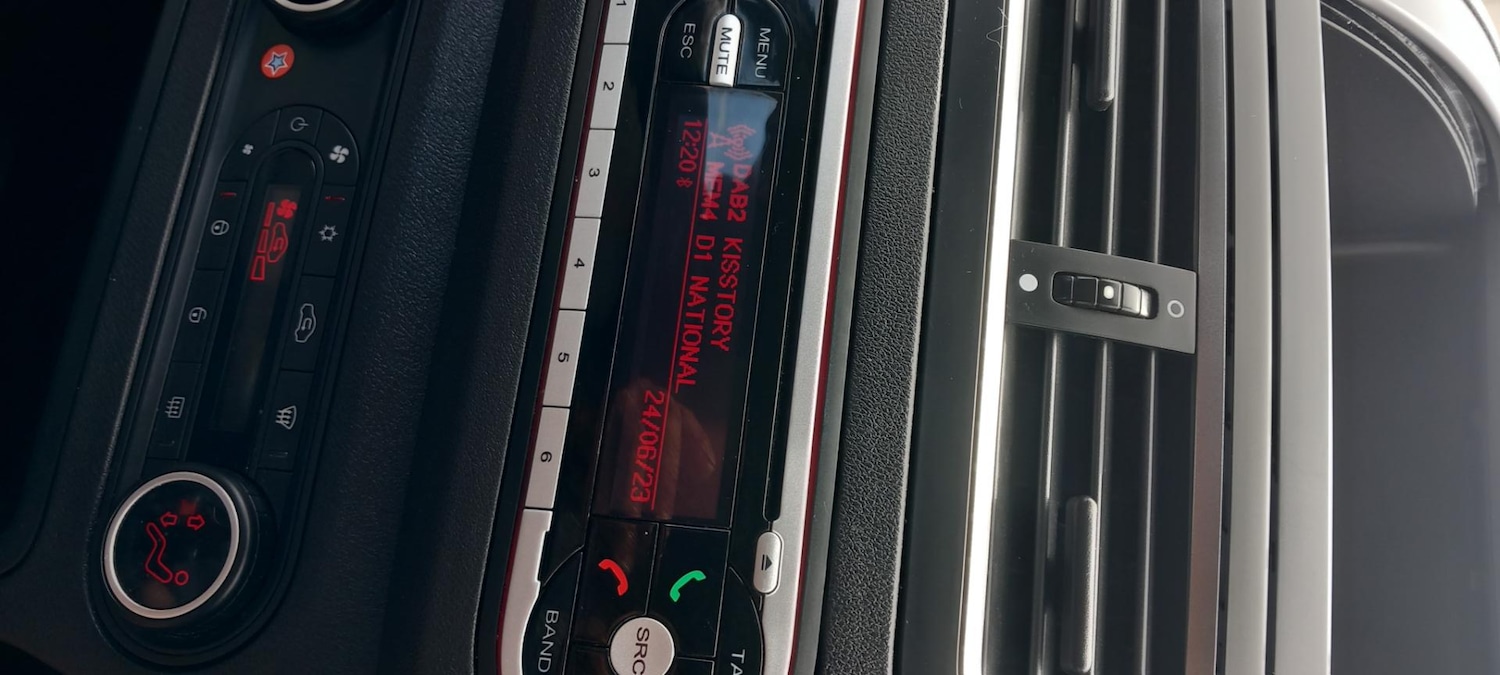 MENU
MUTE
ESC
DAB2 KISSTORY
MEM4 D1 NATIONAL
12:20
24/06/23
1
2
3
4
5
6
TA
SRC
BAND